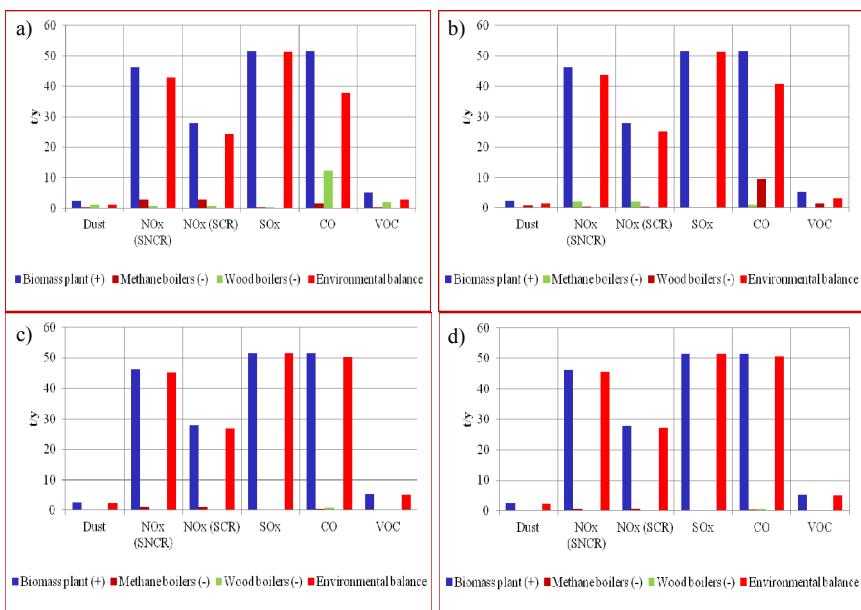 a)
60
50
40
30
20
10
0
t/y
Dust NOx (SCR) SOx CO VOC
NOx
(SNCR)
Biomass plant (+) Methane boilers (-) Wood boilers (-) Environmental balance
b)
60
50
40
30
20
10
0
t/y
Dust NOx (SCR) SOx CO VOC
NOx
(SNCR)
Biomass plant (+) Methane boilers (-) Wood boilers (-) Environmental balance
c)
60
50
40
30
20
10
0
t/y
Dust NOx (SCR) SOx CO VOC
NOx
(SNCR)
Biomass plant (+) Methane boilers (-) Wood boilers (-) Environmental balance
d)
60
50
40
30
20
10
0
t/y
Dust NOx (SCR) SOx CO VOC
NOx
(SNCR)
Biomass plant (+) Methane boilers (-) Wood boilers (-) Environmental balance